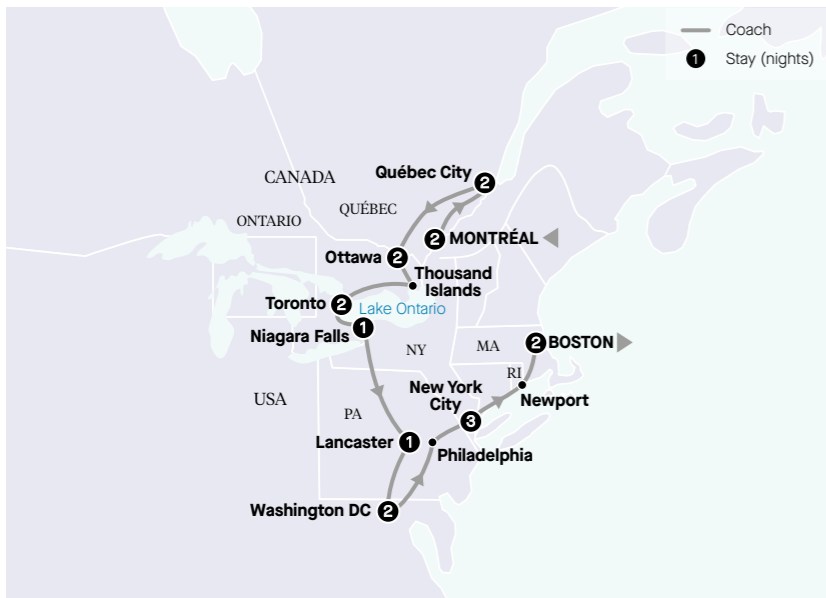 Coach
1 Stay (nights)
Québec City
2
CANADA
QUÉBEC
ONTARIO
2 MONTRÉAL
Ottawa 2
Thousand
Islands
Toronto 2
Lake Ontario
Niagara Falls 1
2 BOSTON
NY
MA
RI
New York
City
3
Newport
USA
PA
Lancaster 1
Philadelphia
Washington DC 2